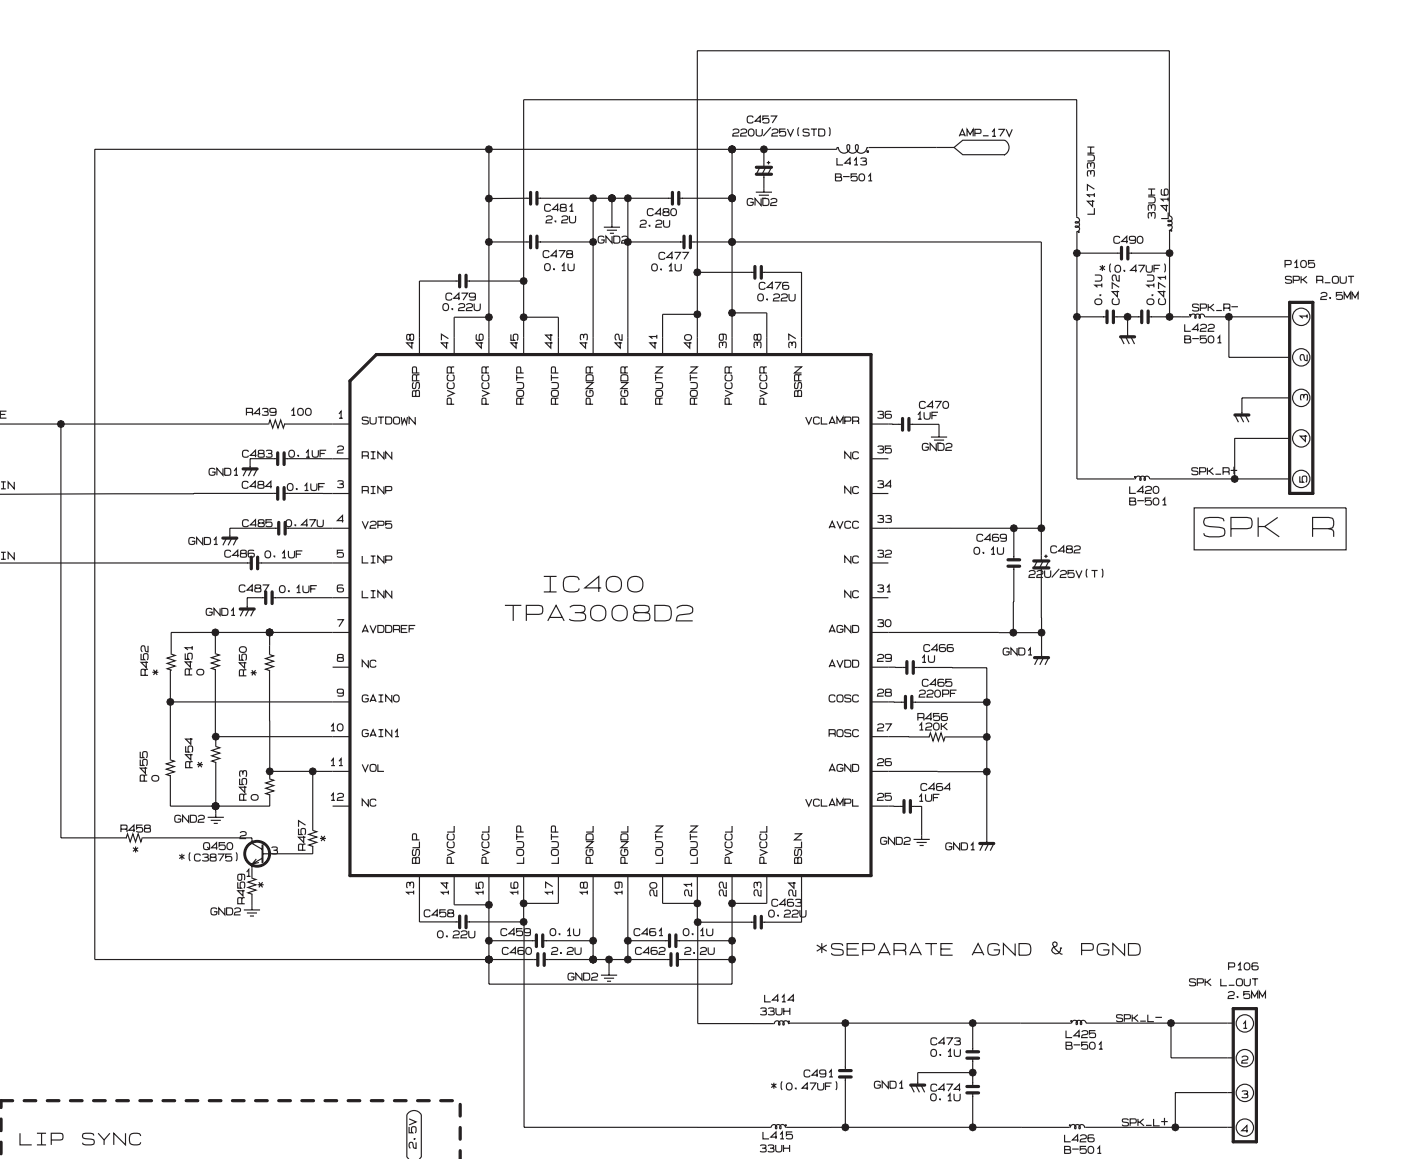 C457
220U/25V(STD)
AMP_17V
L413
B-501
GND2
C481
2.2U
C480
2.2U
GND2
C478
0.1U
C477
0.1U
C479
0.22U
C476
0.22U
L417 33UH
33UH
L416
C490
*(0.47UF)
0.1U
C472
0.1U
C471
SPK_R-
L422
B-501
P105
SPK R_OUT
2.5MM
1
2
3
4
5
SPK_R+
L420
B-501
SPK R
48 47 46 45 44 43 42 41 40 39 38 37
BSRP PVCCR PVCCR ROUTP ROUTP PGNDR PGNDR ROUTN ROUTN PVCCR PVCCR BSRN
E
R439 100
1 SUTDOWN
C483 0.1UF
GND1
2 RINN
IN
C484 0.1UF
3 RINP
C485 0.47U
GND1
4 V2P5
IN
C486 0.1UF
5 LINP
C487 0.1UF
GND1
6 LINN
7 AVDDREF
8 NC
9 GAIN0
10 GAIN1
11 VOL
12 NC
R452
*
R451
0
R450
*
R455
0
R454
*
R453
0
GND2
R458
*
R457
*
Q450
*(C3875)
2
3
1
R459
*
GND2
IC400
TPA3008D2
VCLAMPR 36
C470
1UF
GND2
NC 35
NC 34
AVCC 33
C469
0.1U
C482
22U/25V(T)
NC 32
NC 31
AGND 30
GND1
AVDD 29
C466
1U
COSC 28
C465
220PF
ROSC 27
R456
120K
AGND 26
VCLAMPL 25
C464
1UF
GND2
GND1
BSLP PVCCL PVCCL LOUTP LOUTP PGNDL PGNDL LOUTN LOUTN PVCCL PVCCL BSLN
13 14 15 16 17 18 19 20 21 22 23 24
C458
0.22U
C459 0.1U
C460 2.2U
C461 0.1U
C462 2.2U
C463
0.22U
GND2
*SEPARATE AGND & PGND
P106
SPK L_OUT
2.5MM
L414
33UH
L425
B-501
SPK_L-
1
2
3
4
C473
0.1U
C491
*(0.47UF)
GND1
C474
0.1U
SPK_L+
L415
33UH
L426
B-501
LIP SYNC
2.5V